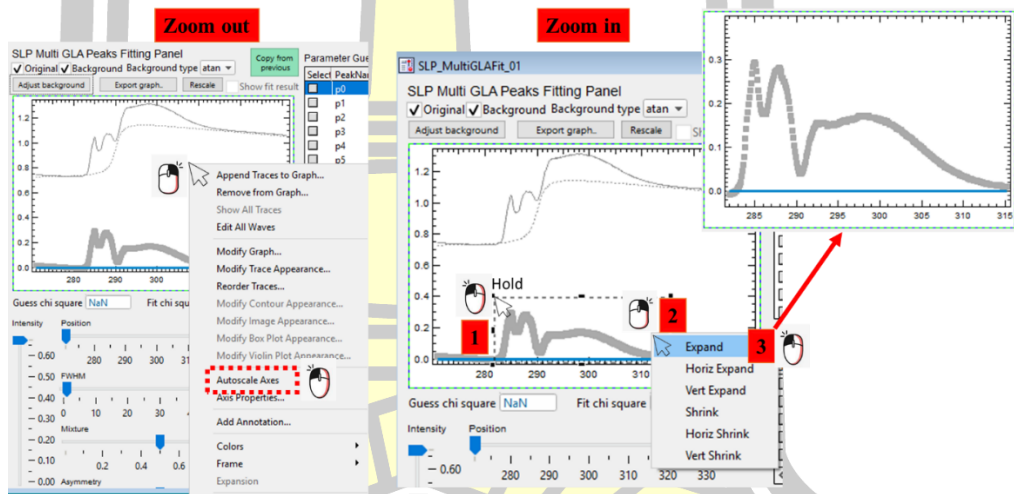 Zoom out
Zoom in
SLP Multi GLA Peaks Fitting Panel
Original Background Background type atan
Copy from previous
Adjust background Export graph.. Rescale Show fit result
Parameter Gue
Select PeakNa
p0
p1
p2
p3
p4
p5
1.2
1.0
0.8
0.6
0.4
0.2
0.0
280 290 300
Guess chi square NaN Fit chi squ
Intensity Position
0.60
0.50
0.40
0.30
0.20
0.10
0.00
280 290 300 31
FWHM
0 10 20 30
Mixture
0.2 0.4 0.6
Asymmetry
Append Traces to Graph...
Remove from Graph...
Show All Traces
Edit All Waves
Modify Graph...
Modify Trace Appearance...
Reorder Traces...
Modify Contour Appearance...
Modify Image Appearance...
Modify Box Plot Appearance...
Modify Violin Plot Appearance...
Autoscale Axes
Axis Properties...
Add Annotation...
Colors
Frame
Expansion
SLP_MultiGLAFit_01
SLP Multi GLA Peaks Fitting Panel
Original Background Background type atan
Adjust background Export graph.. Rescale Sh
1.2
1.0
0.8
0.6
0.4
0.2
0.0
280 290 300 310
Hold
1
2
3
Expand
Horiz Expand
Vert Expand
Shrink
Horiz Shrink
Vert Shrink
Guess chi square NaN Fit chi square
Intensity Position
0.60
280 290 300 310 320 330
0.3
0.2
0.1
0.0
285 290 295 300 305 310 315